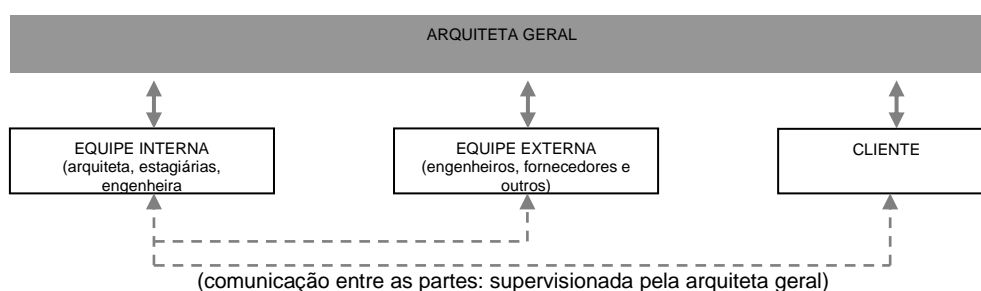 ARQUITETA GERAL
EQUIPE INTERNA
(arquiteta, estagiárias,
engenheira
EQUIPE EXTERNA
(engenheiros, fornecedores e
outros)
CLIENTE
(comunicação entre as partes: supervisionada pela arquiteta geral)